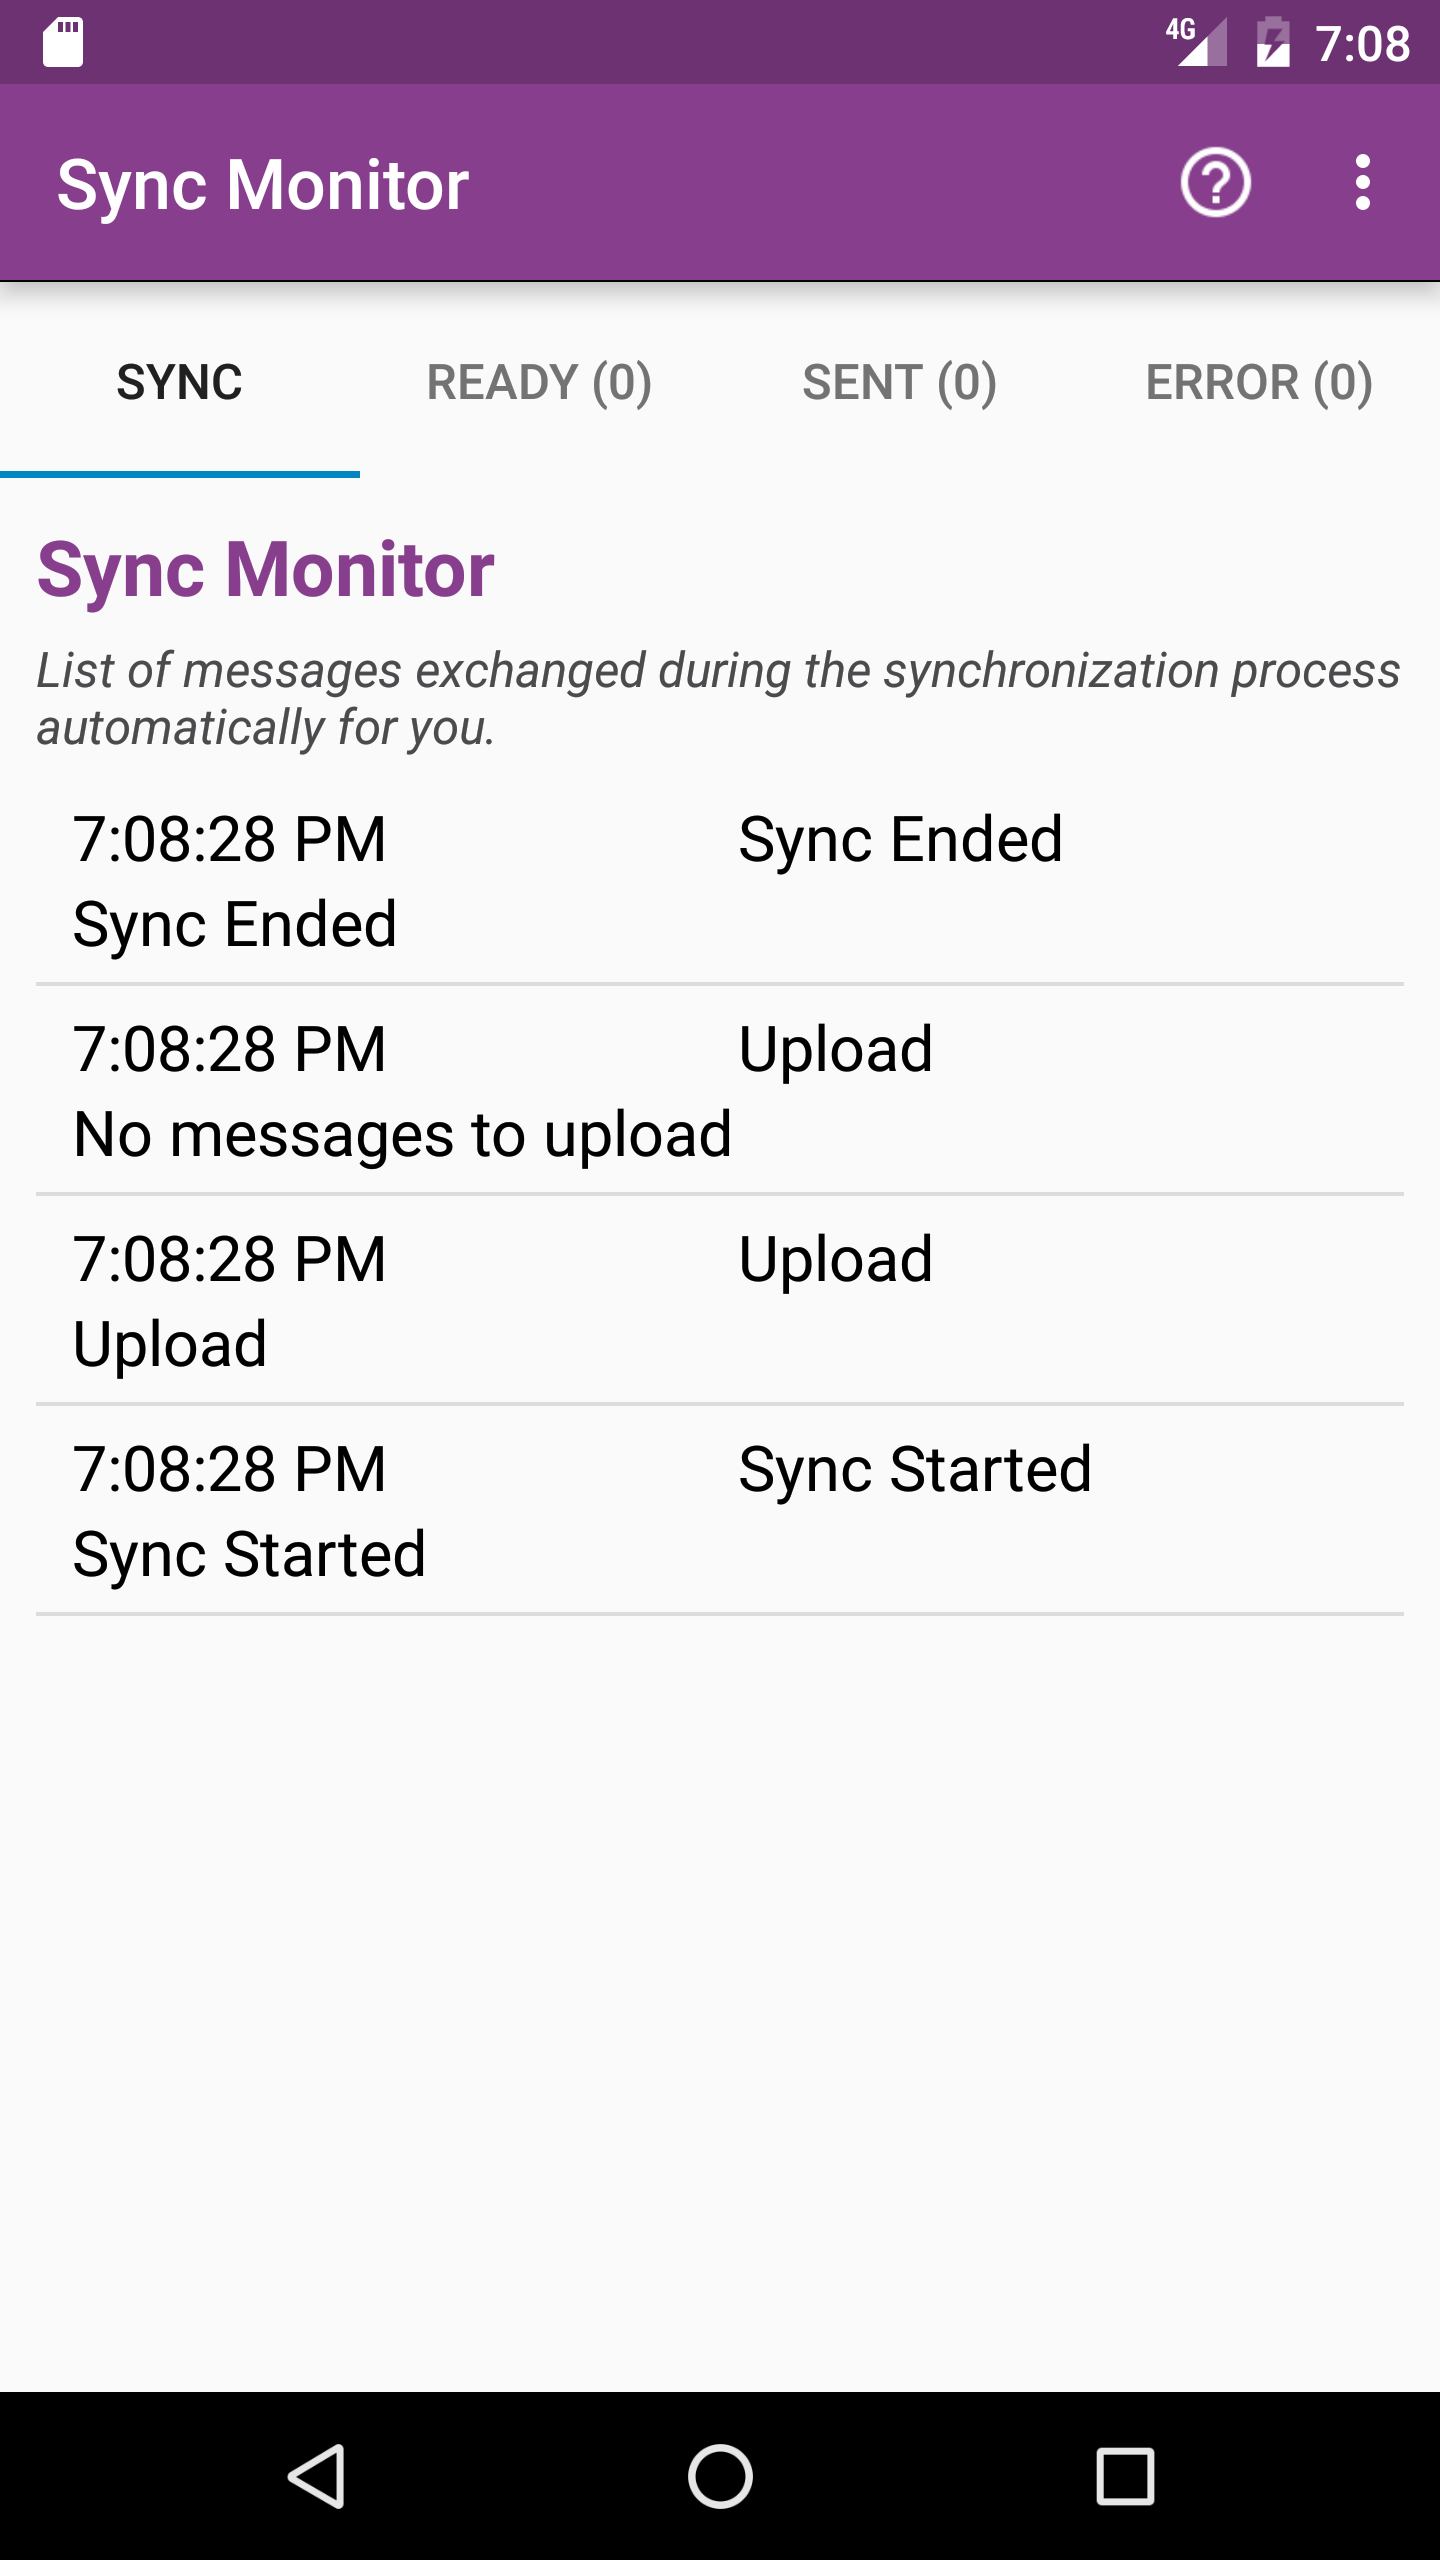 4G 7:08
Sync Monitor
SYNC READY (0) SENT (0) ERROR (0)
Sync Monitor
List of messages exchanged during the synchronization process
automatically for you.
7:08:28 PM Sync Ended
Sync Ended
7:08:28 PM Upload
No messages to upload
7:08:28 PM Upload
Upload
7:08:28 PM Sync Started
Sync Started